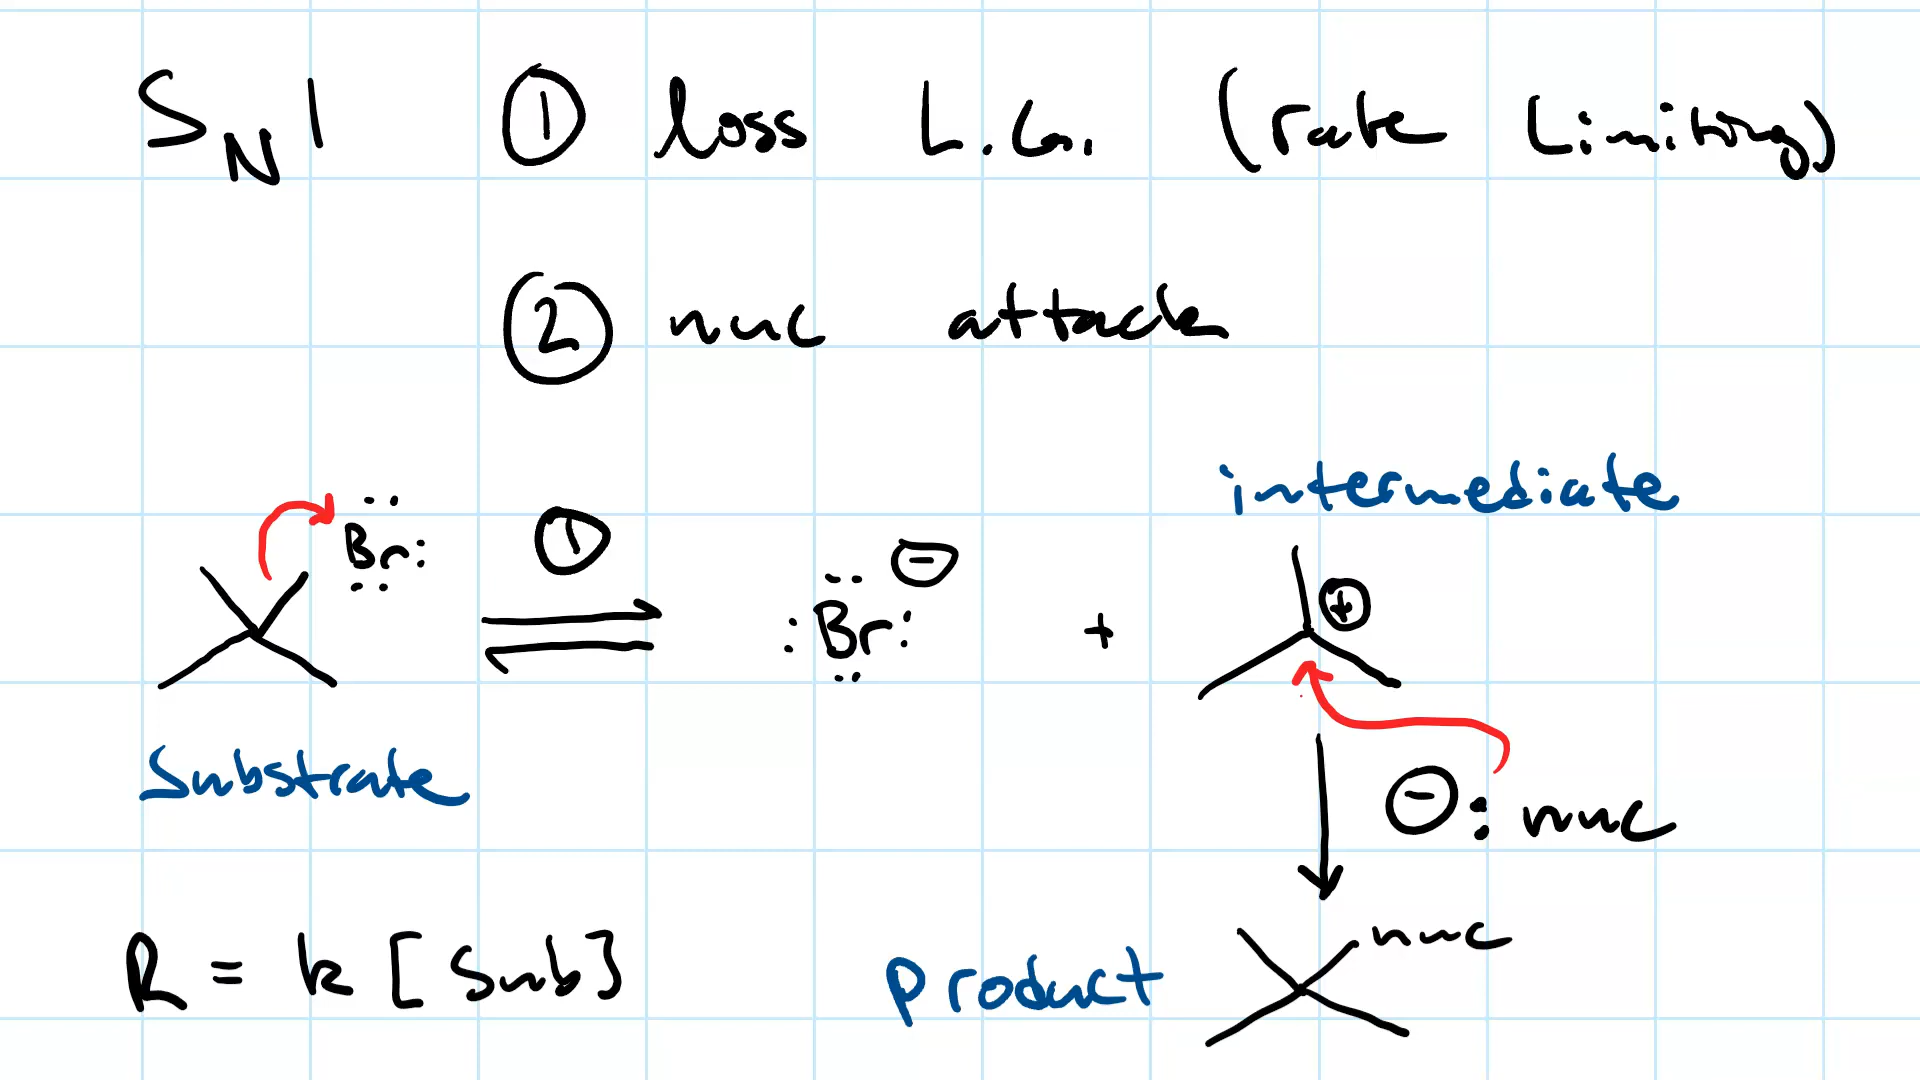 SN1 ① loss L.G. (rate Limiting)
② nuc attack
intermediate
Br: ① :Br: ⊖ + ⊕
Substrate
⊖: nuc
R = k [Sub]
product nuc